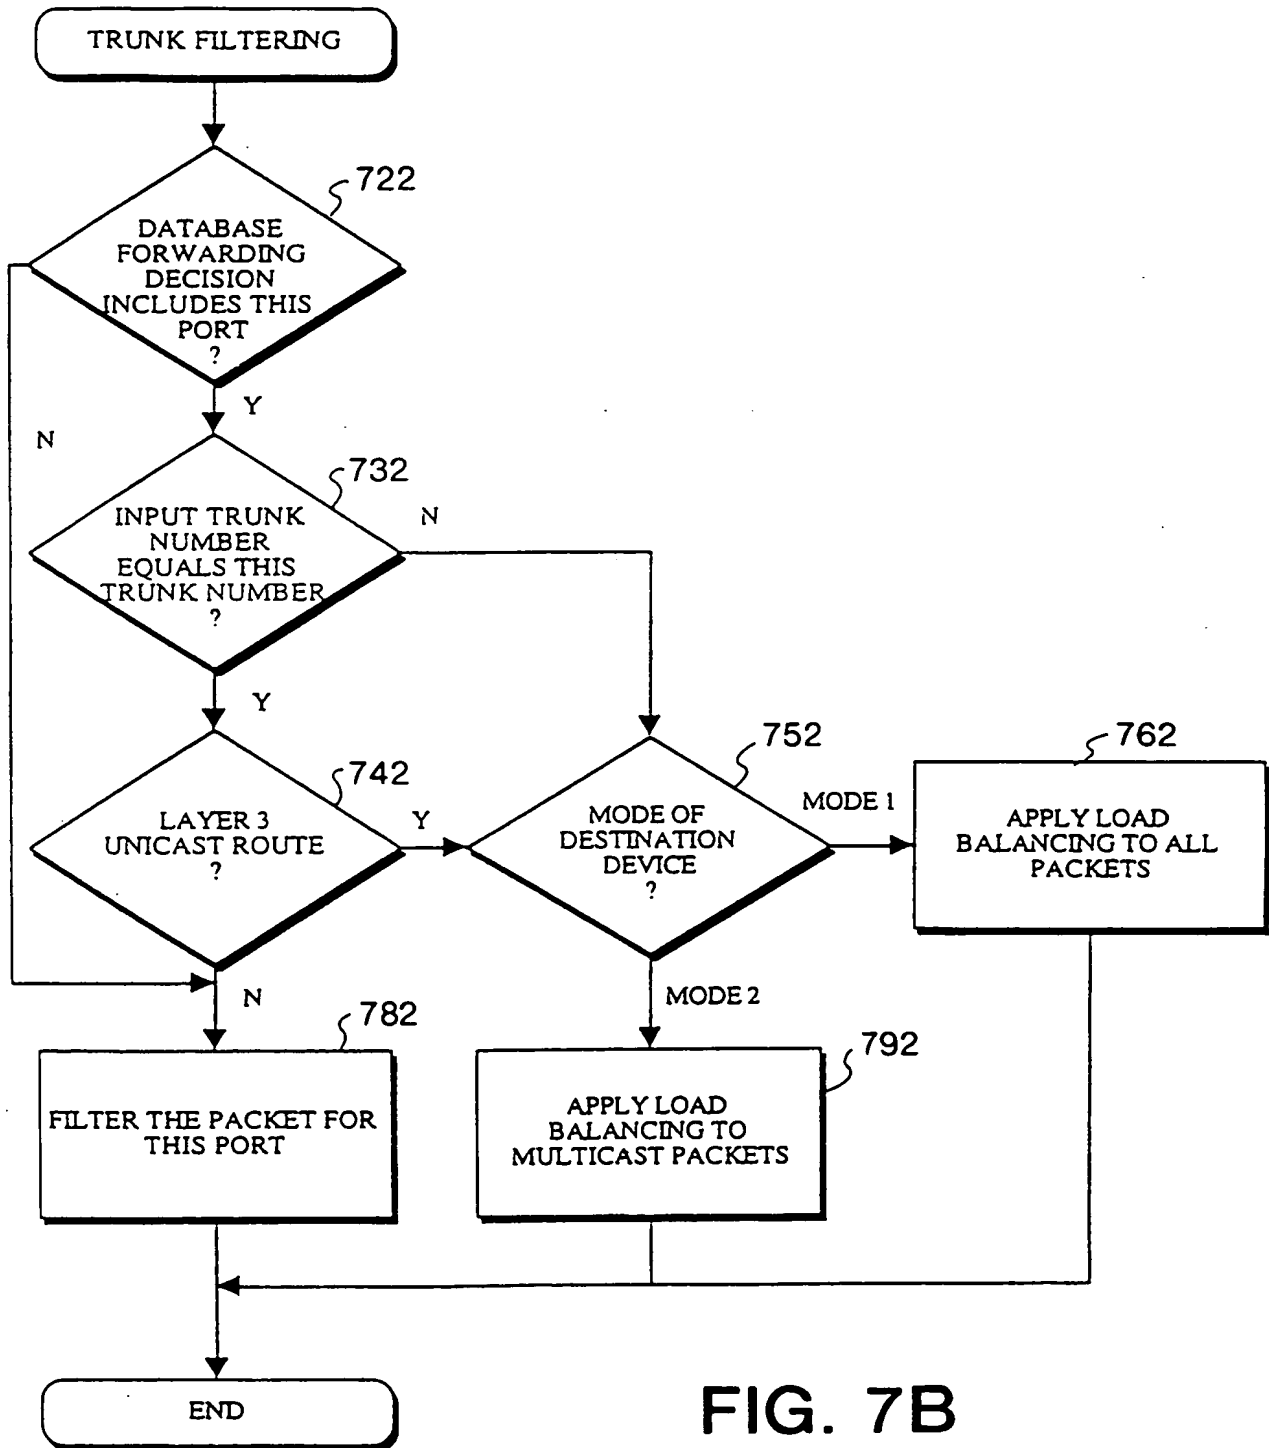 TRUNK FILTERING
722
DATABASE
FORWARDING
DECISION
INCLUDES THIS
PORT
?
Y
N
732
INPUT TRUNK
NUMBER
EQUALS THIS
TRUNK NUMBER
?
N
Y
742
LAYER 3
UNICAST ROUTE
?
Y
N
752
MODE OF
DESTINATION
DEVICE
?
MODE 1
MODE 2
762
APPLY LOAD
BALANCING TO ALL
PACKETS
782
FILTER THE PACKET FOR
THIS PORT
792
APPLY LOAD
BALANCING TO
MULTICAST PACKETS
END
FIG. 7B